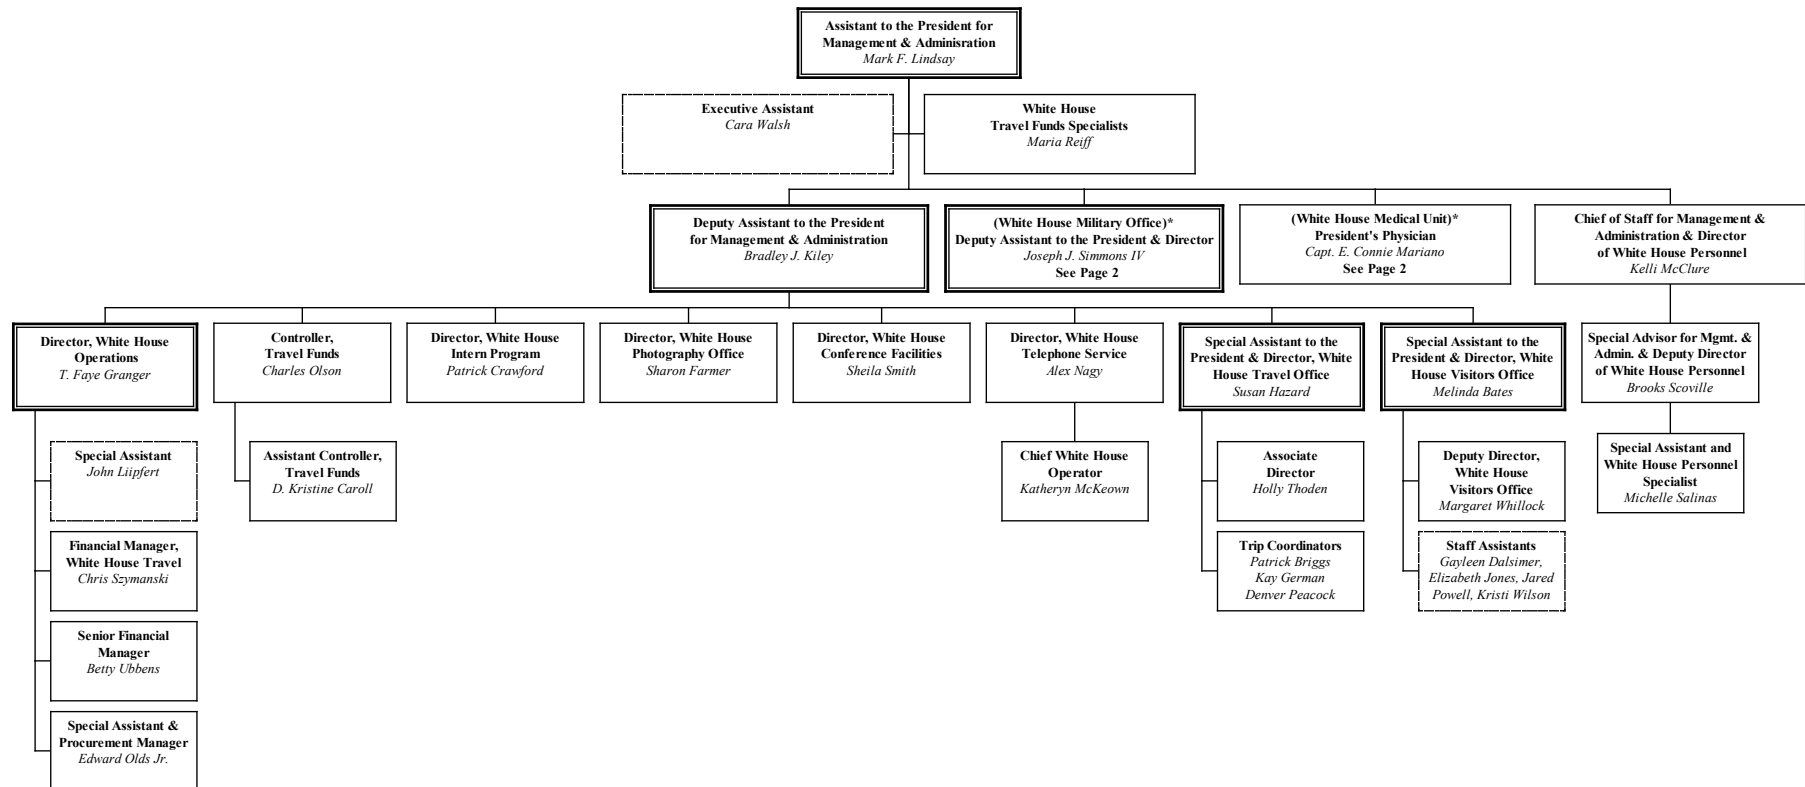 Assistant to the President for
Management & Adminisration
Mark F. Lindsay
Executive Assistant
Cara Walsh
White House
Travel Funds Specialists
Maria Reiff
Deputy Assistant to the President
for Management & Administration
Bradley J. Kiley
(White House Military Office)*
Deputy Assistant to the President & Director
Joseph J. Simmons IV
See Page 2
(White House Medical Unit)*
President's Physician
Capt. E. Connie Mariano
See Page 2
Chief of Staff for Management &
Administration & Director
of White House Personnel
Kelli McClure
Director, White House
Operations
T. Faye Granger
Controller,
Travel Funds
Charles Olson
Director, White House
Intern Program
Patrick Crawford
Director, White House
Photography Office
Sharon Farmer
Director, White House
Conference Facilities
Sheila Smith
Director, White House
Telephone Service
Alex Nagy
Special Assistant to the
President & Director, White
House Travel Office
Susan Hazard
Special Assistant to the
President & Director, White
House Visitors Office
Melinda Bates
Special Advisor for Mgmt. &
Admin. & Deputy Director
of White House Personnel
Brooks Scoville
Special Assistant
John Liipfert
Assistant Controller,
Travel Funds
D. Kristine Caroll
Chief White House
Operator
Katheryn McKeown
Associate
Director
Holly Thoden
Deputy Director,
White House
Visitors Office
Margaret Whillock
Special Assistant and
White House Personnel
Specialist
Michelle Salinas
Financial Manager,
White House Travel
Chris Szymanski
Trip Coordinators
Patrick Briggs
Kay German
Denver Peacock
Staff Assistants
Gayleen Dalsimer,
Elizabeth Jones, Jared
Powell, Kristi Wilson
Senior Financial
Manager
Betty Ubbens
Special Assistant &
Procurement Manager
Edward Olds Jr.